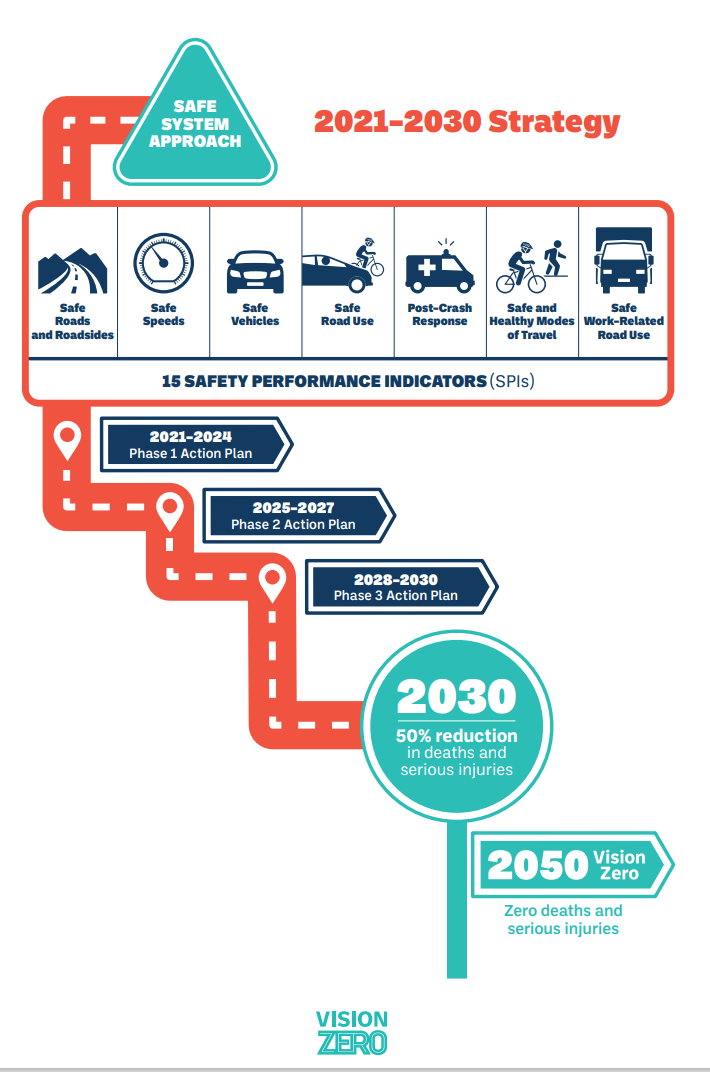 SAFE
SYSTEM
APPROACH
2021–2030 Strategy
Safe
Roads
and Roadsides
Safe
Speeds
Safe
Vehicles
Safe
Road Use
Post-Crash
Response
Safe and
Healthy Modes
of Travel
Safe
Work-Related
Road Use
15 SAFETY PERFORMANCE INDICATORS (SPIs)
2021–2024
Phase 1 Action Plan
2025–2027
Phase 2 Action Plan
2028–2030
Phase 3 Action Plan
2030
50% reduction
in deaths and
serious injuries
2050 Vision
Zero
Zero deaths and
serious injuries
VISION
ZERO